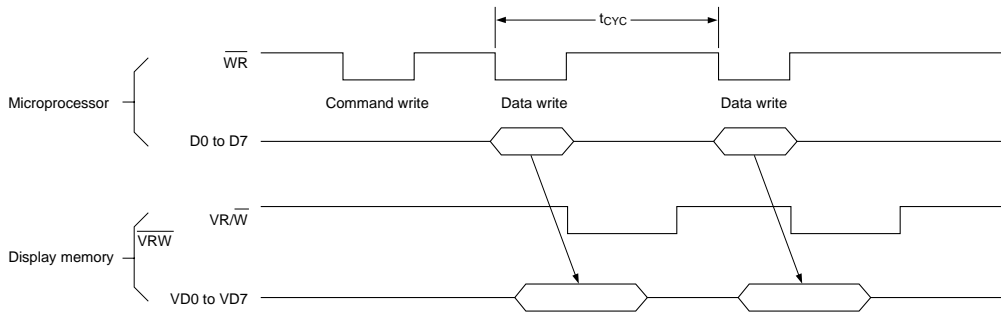 tCYC
WR
Command write
Data write
Data write
Microprocessor
D0 to D7
VR/W
VRW
Display memory
VD0 to VD7